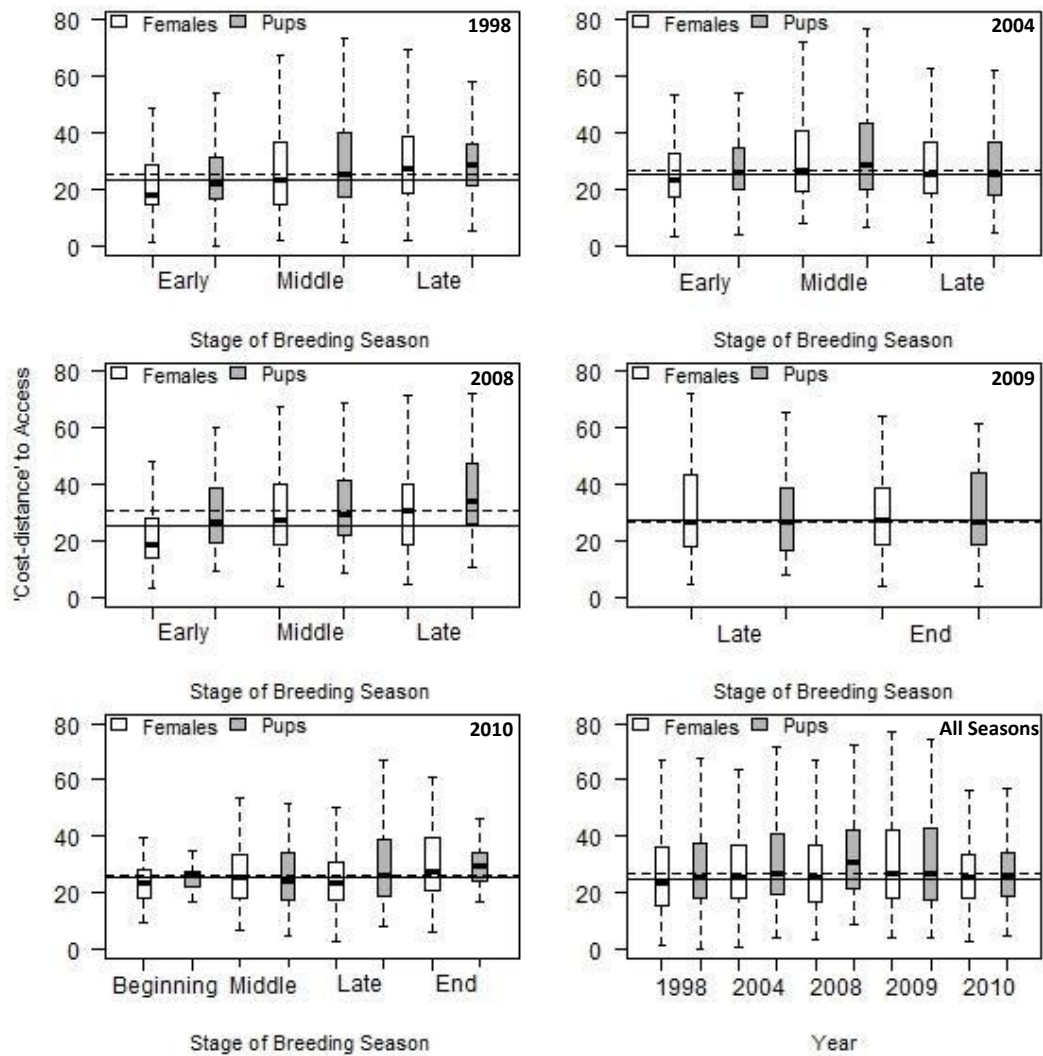 'Cost-distance' to Access
Females Pups 1998
80
60
40
20
0
Early Middle Late
Stage of Breeding Season
Females Pups 2004
80
60
40
20
0
Early Middle Late
Stage of Breeding Season
Females Pups 2008
80
60
40
20
0
Early Middle Late
Stage of Breeding Season
Females Pups 2009
80
60
40
20
0
Late End
Stage of Breeding Season
Females Pups 2010
80
60
40
20
0
Beginning Middle Late End
Stage of Breeding Season
Females Pups All Seasons
80
60
40
20
0
1998 2004 2008 2009 2010
Year